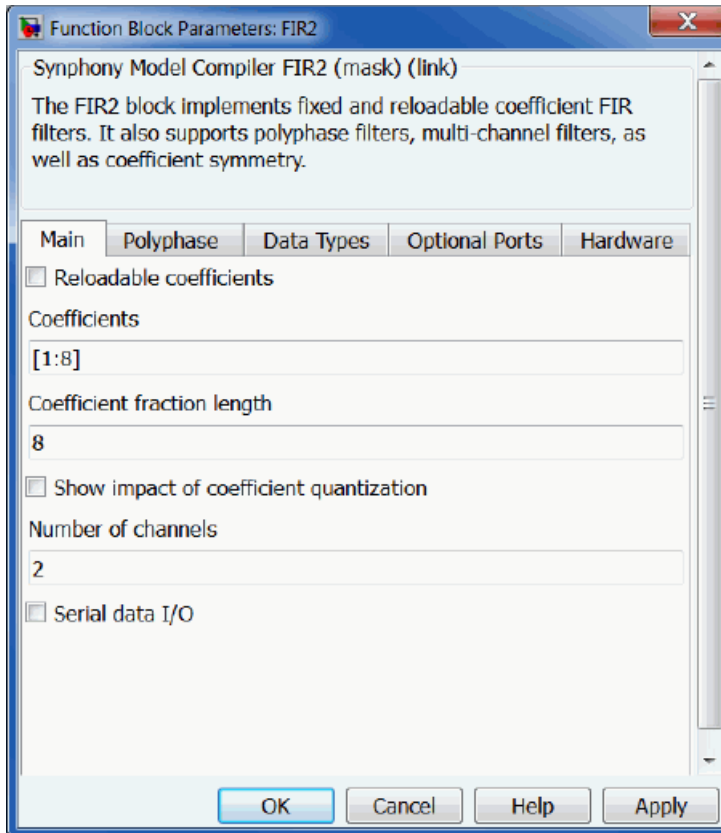 Function Block Parameters: FIR2
Synphony Model Compiler FIR2 (mask) (link)
The FIR2 block implements fixed and reloadable coefficient FIR
filters. It also supports polyphase filters, multi-channel filters, as
well as coefficient symmetry.
Main Polyphase Data Types Optional Ports Hardware
Reloadable coefficients
Coefficients
[1:8]
Coefficient fraction length
8
Show impact of coefficient quantization
Number of channels
2
Serial data I/O
OK Cancel Help Apply